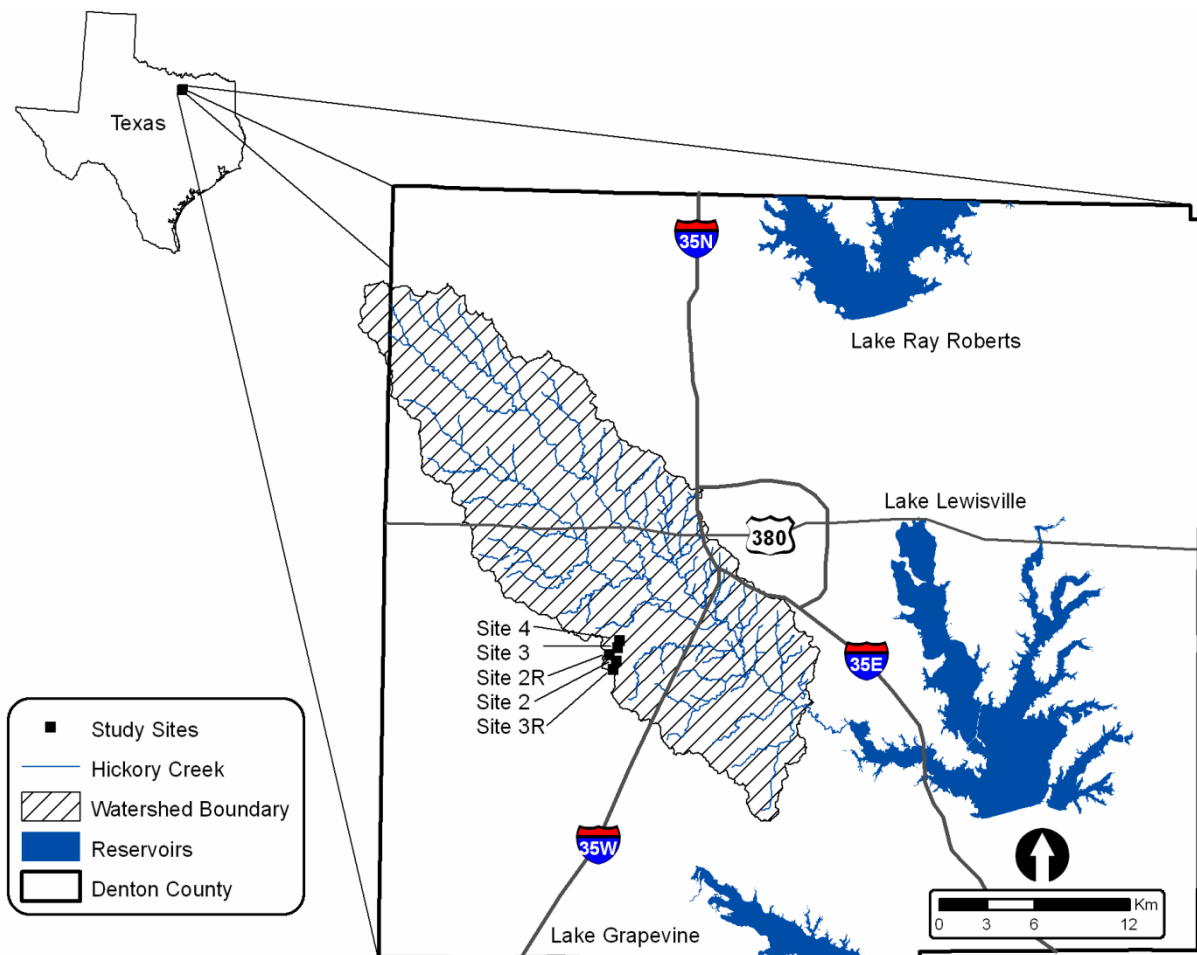 Texas
35N
Lake Ray Roberts
Lake Lewisville
380
Site 4
Site 3
Site 2R
Site 2
Site 3R
35E
Study Sites
Hickory Creek
Watershed Boundary
Reservoirs
Denton County
35W
Lake Grapevine
Km
0 3 6 12